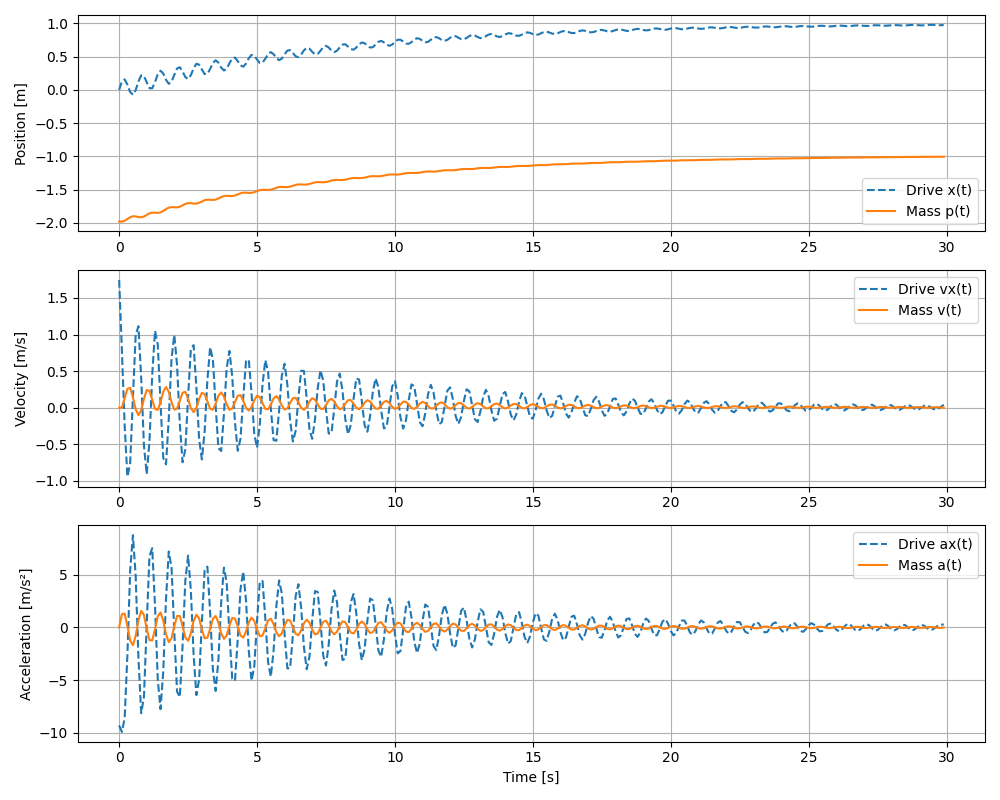 Position [m]
1.0
0.5
0.0
−0.5
−1.0
−1.5
−2.0
Drive x(t)
Mass p(t)
0 5 10 15 20 25 30
Velocity [m/s]
1.5
1.0
0.5
0.0
−0.5
−1.0
Drive vx(t)
Mass v(t)
0 5 10 15 20 25 30
Acceleration [m/s²]
5
0
−5
−10
Drive ax(t)
Mass a(t)
0 5 10 15 20 25 30
Time [s]